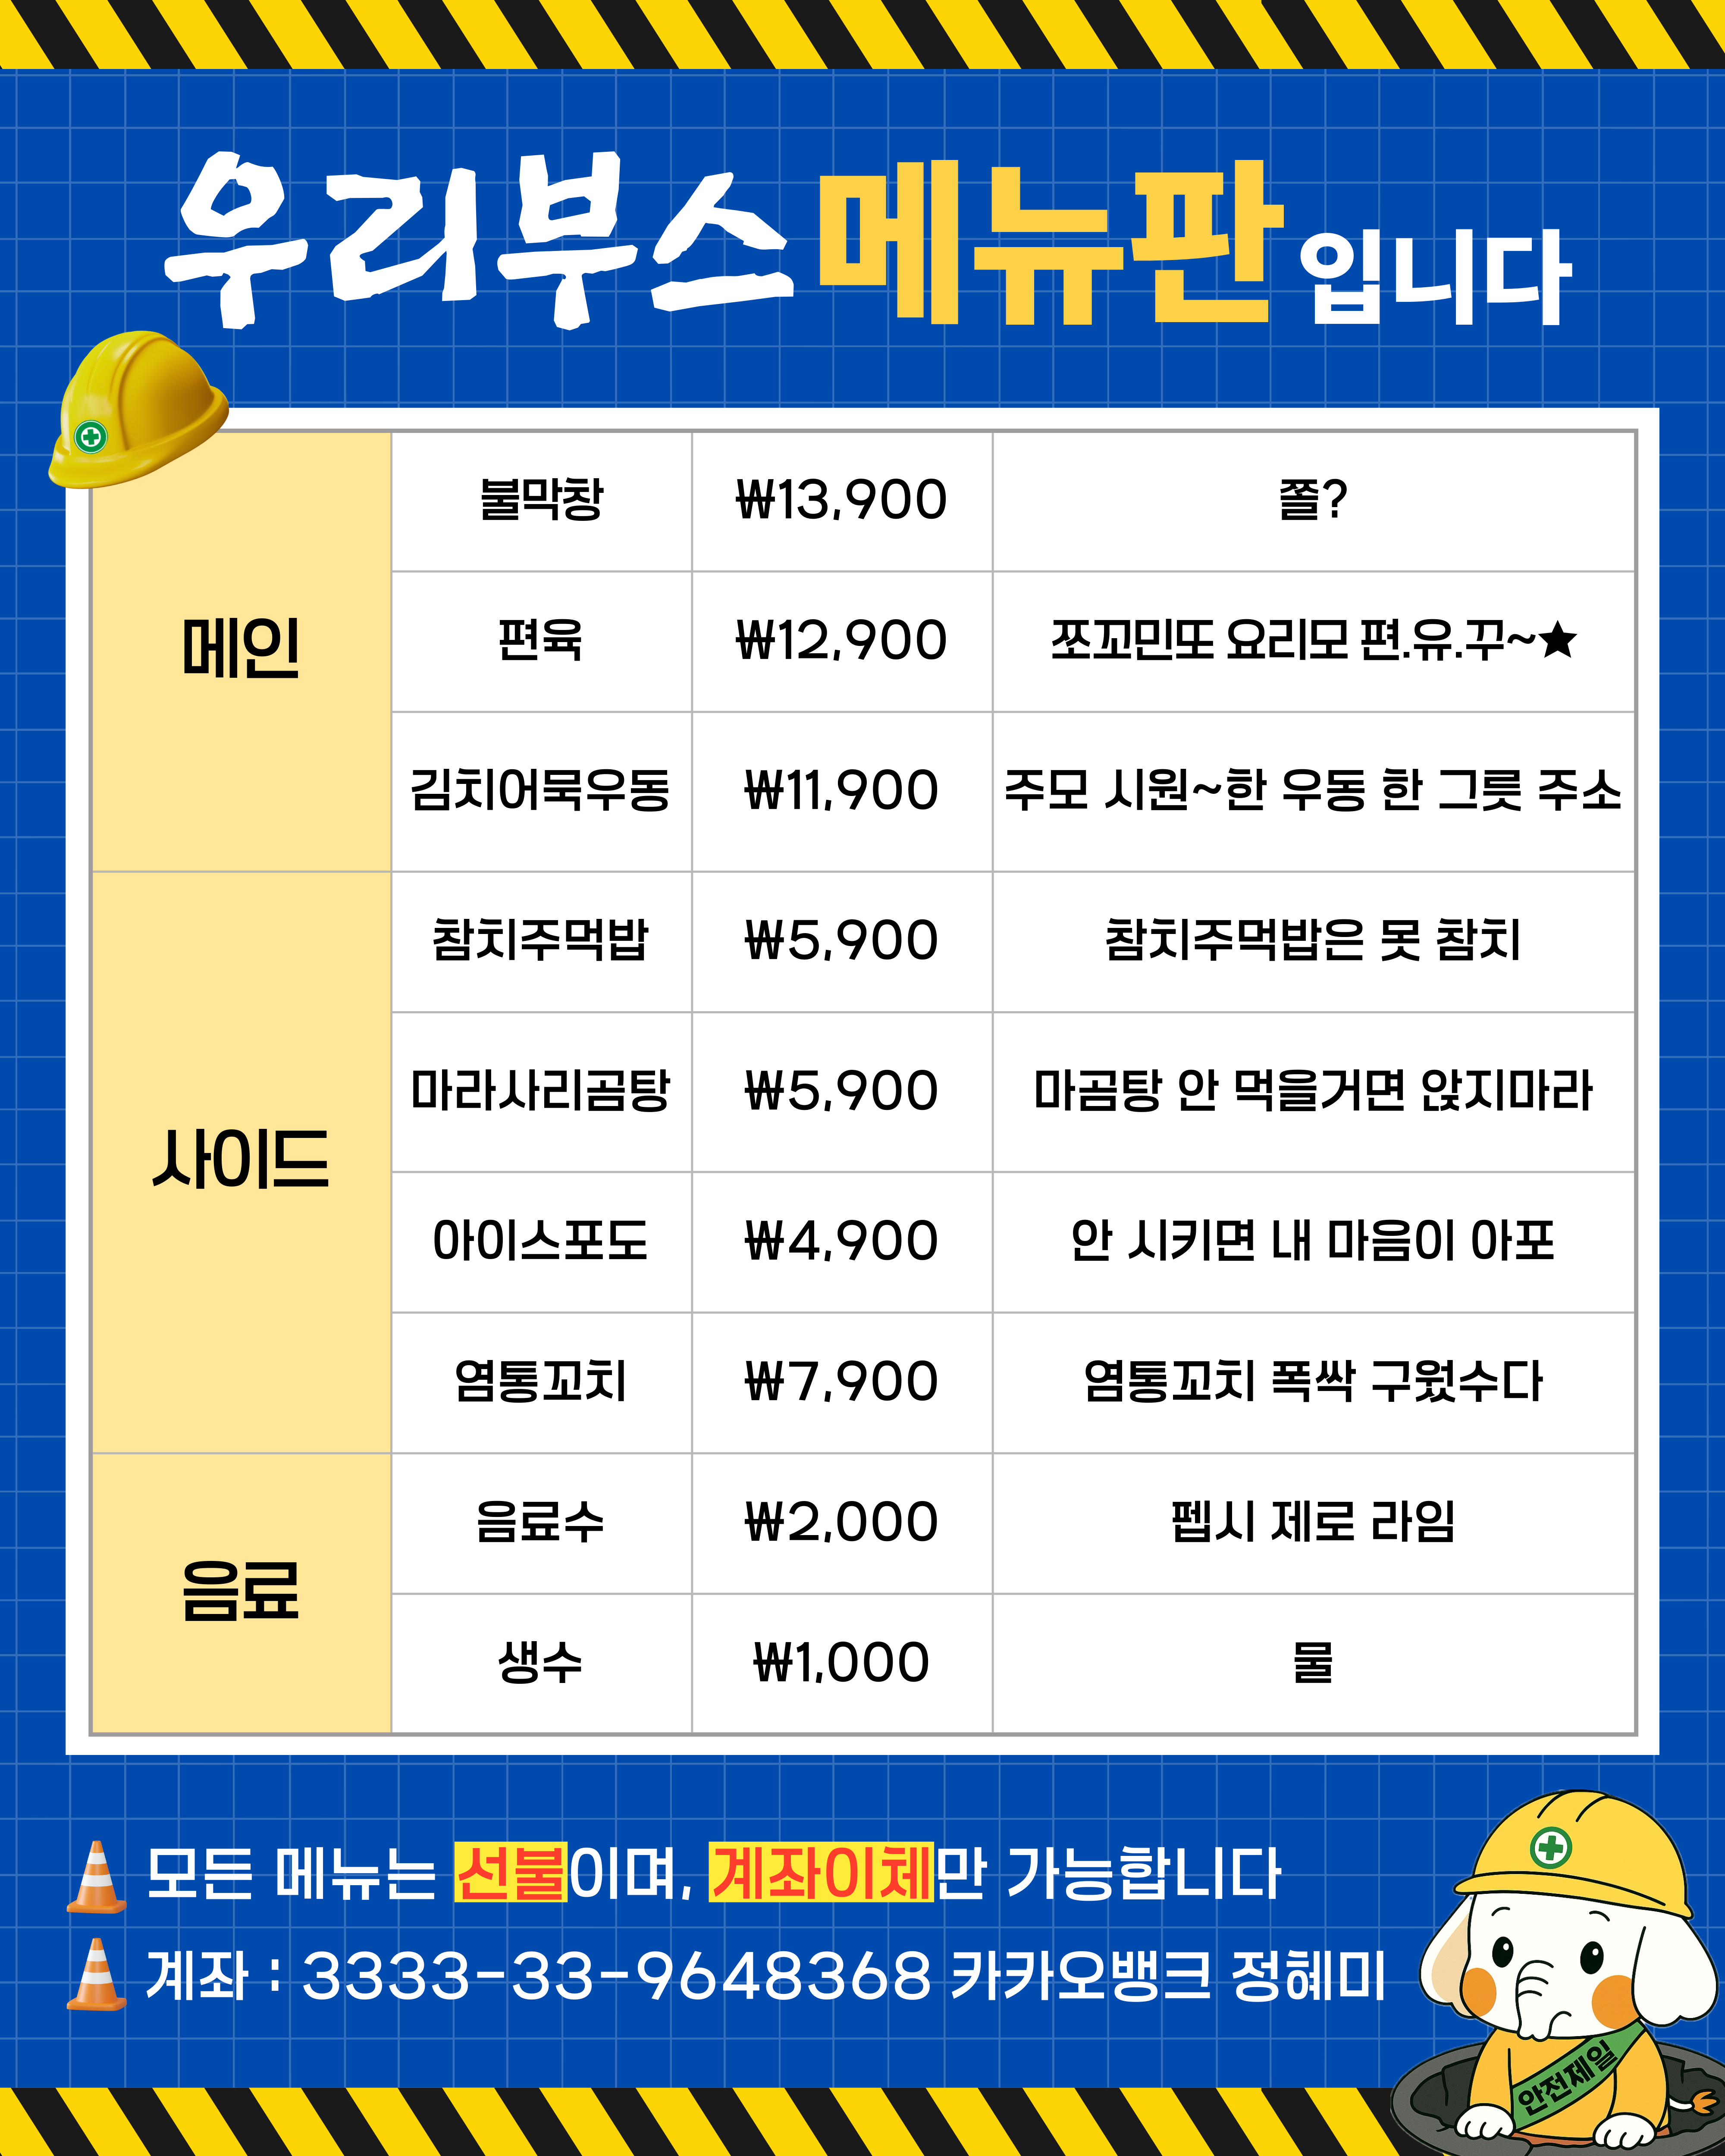 우리부스 메뉴판 입니다
메인
불막창 ₩13,900 쫄?
편육 ₩12,900 쪼꼬민또 요리모 편.유.꾸~★
김치어묵우동 ₩11,900 주모 시원~한 우동 한 그릇 주소
사이드
참치주먹밥 ₩5,900 참치주먹밥은 못 참치
마라사리곰탕 ₩5,900 마곰탕 안 먹을거면 앉지마라
아이스포도 ₩4,900 안 시키면 내 마음이 아포
염통꼬치 ₩7,900 염통꼬치 폭싹 구웠수다
음료
음료수 ₩2,000 펩시 제로 라임
생수 ₩1,000 물
모든 메뉴는 선불이며, 계좌이체만 가능합니다
계좌 : 3333-33-9648368 카카오뱅크 정혜미
안전제일